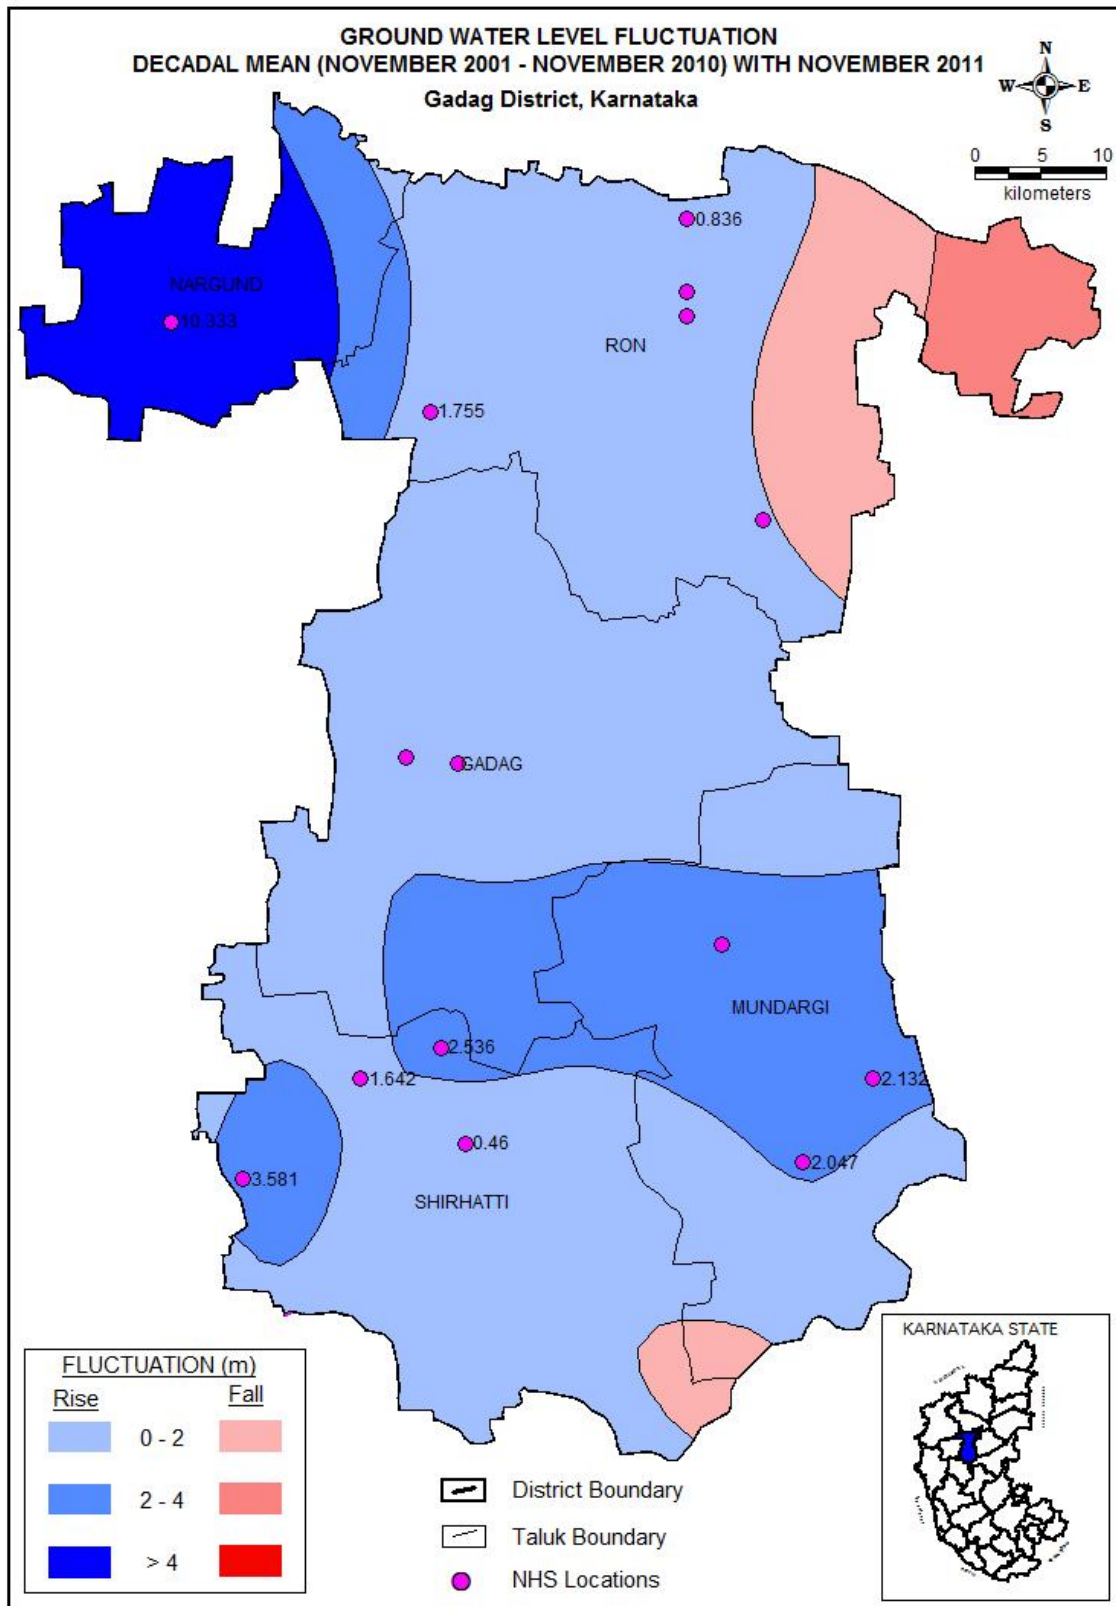 GROUND WATER LEVEL FLUCTUATION
DECADAL MEAN (NOVEMBER 2001 - NOVEMBER 2010) WITH NOVEMBER 2011
Gadag District, Karnataka
N
W E
S
0 5 10
kilometers
0.836
NARGUND
10.333
RON
1.755
GADAG
MUNDARGI
2.536
1.642
2.132
0.46
2.047
3.581
SHIRHATTI
FLUCTUATION (m)
Rise Fall
0 - 2
2 - 4
> 4
District Boundary
Taluk Boundary
NHS Locations
KARNATAKA STATE